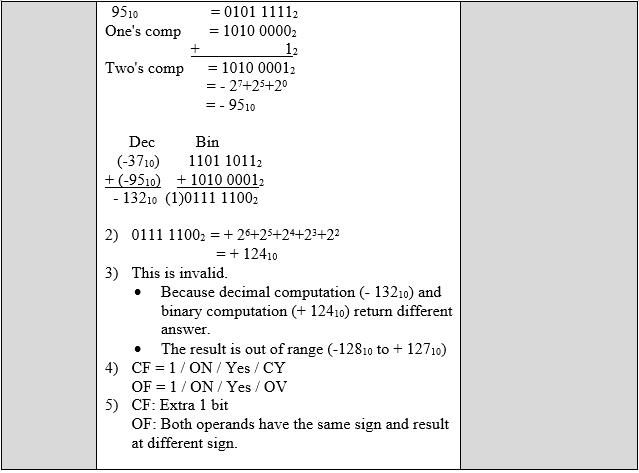 95₁₀ = 0101 1111₂
One's comp = 1010 0000₂
+ 1₂
Two's comp = 1010 0001₂
= - 2⁷+2⁵+2⁰
= - 95₁₀
Dec Bin
(-37₁₀) 1101 1011₂
+ (-95₁₀) + 1010 0001₂
- 132₁₀ (1)0111 1100₂
2) 0111 1100₂ = + 2⁶+2⁵+2⁴+2³+2²
= + 124₁₀
3) This is invalid.
• Because decimal computation (- 132₁₀) and
binary computation (+ 124₁₀) return different
answer.
• The result is out of range (-128₁₀ to + 127₁₀)
4) CF = 1 / ON / Yes / CY
OF = 1 / ON / Yes / OV
5) CF: Extra 1 bit
OF: Both operands have the same sign and result
at different sign.